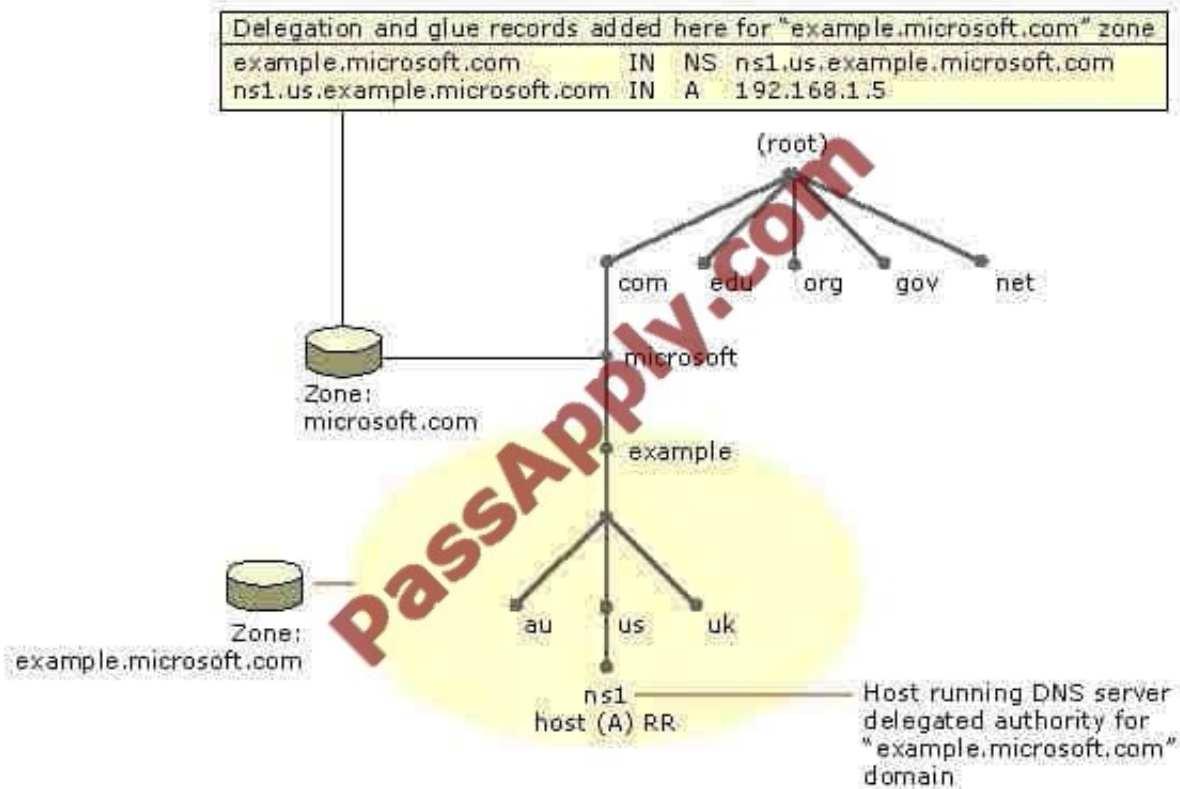 Delegation and glue records added here for "example.microsoft.com" zone
example.microsoft.com IN NS ns1.us.example.microsoft.com
ns1.us.example.microsoft.com IN A 192.168.1.5
(root)
com edu org gov net
microsoft
Zone:
microsoft.com
example
PassApply.com
au us uk
Zone:
example.microsoft.com
ns1
host (A) RR
Host running DNS server
delegated authority for
"example.microsoft.com"
domain